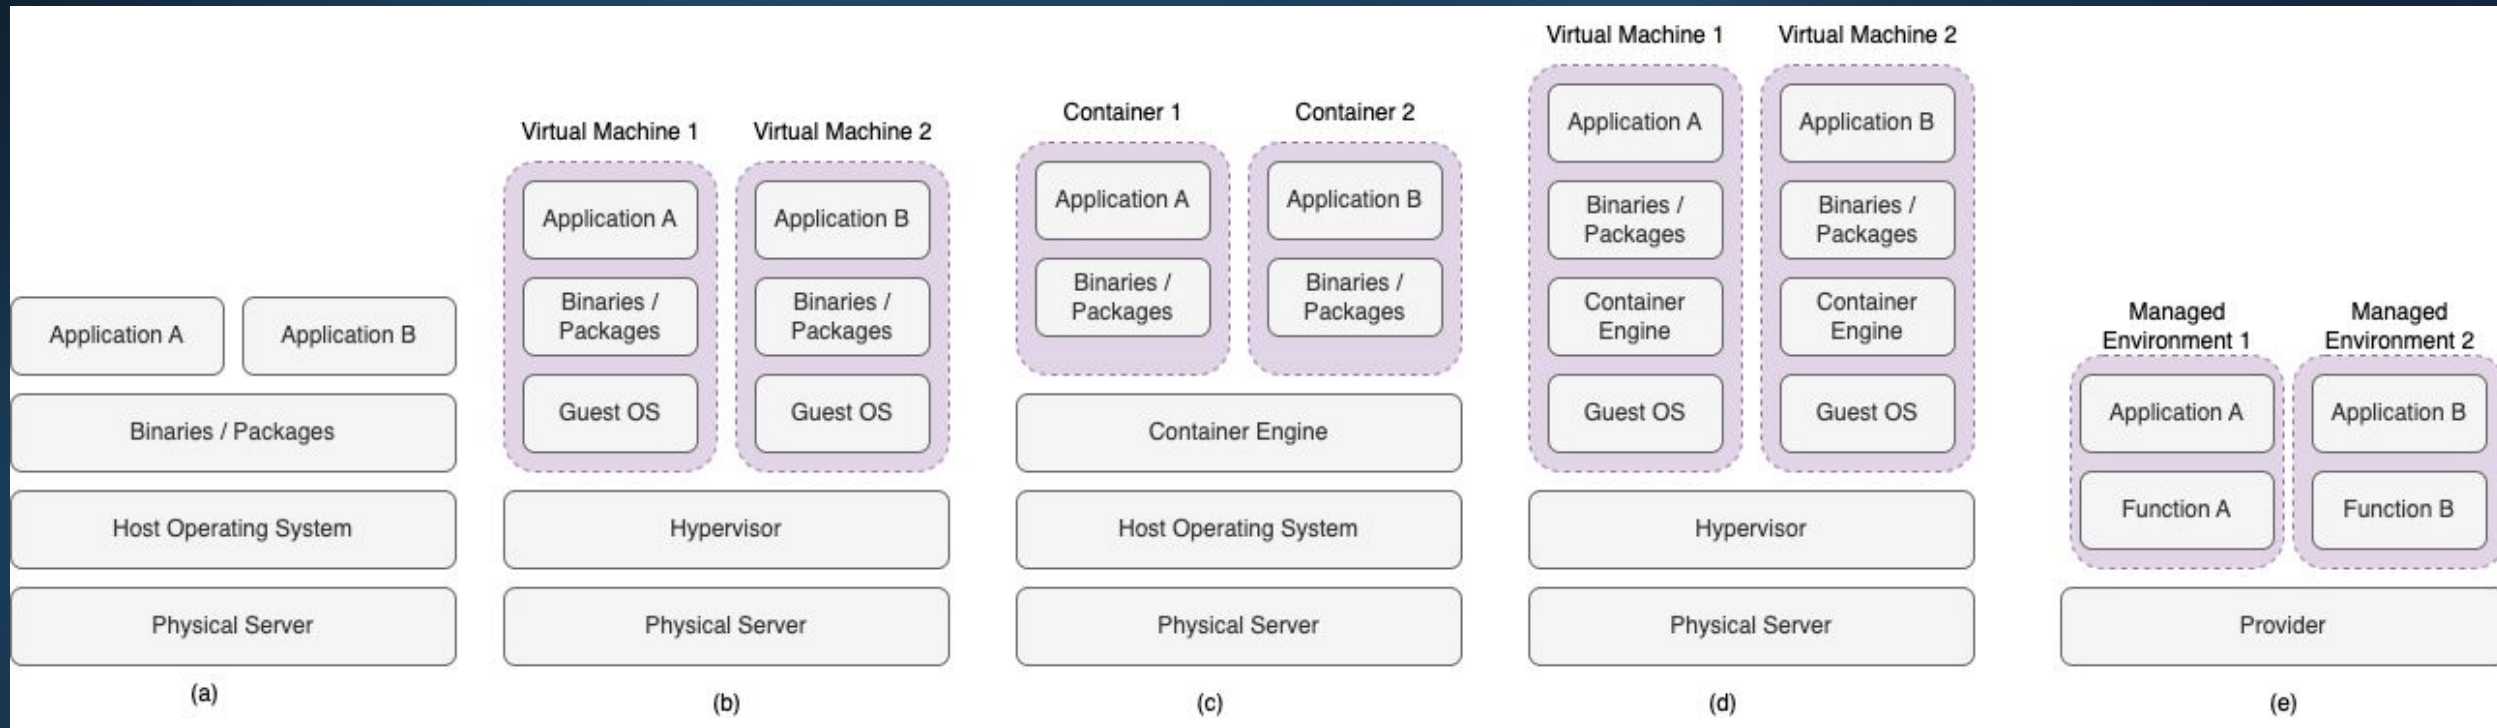 Application A
Application B
Binaries / Packages
Host Operating System
Physical Server
(a)
Virtual Machine 1
Virtual Machine 2
Application A
Application B
Binaries /
Packages
Binaries /
Packages
Guest OS
Guest OS
Hypervisor
Physical Server
(b)
Container 1
Container 2
Application A
Application B
Binaries /
Packages
Binaries /
Packages
Container Engine
Host Operating System
Physical Server
(c)
Virtual Machine 1
Virtual Machine 2
Application A
Application B
Binaries /
Packages
Binaries /
Packages
Container
Engine
Container
Engine
Guest OS
Guest OS
Hypervisor
Physical Server
(d)
Managed
Environment 1
Managed
Environment 2
Application A
Application B
Function A
Function B
Provider
(e)